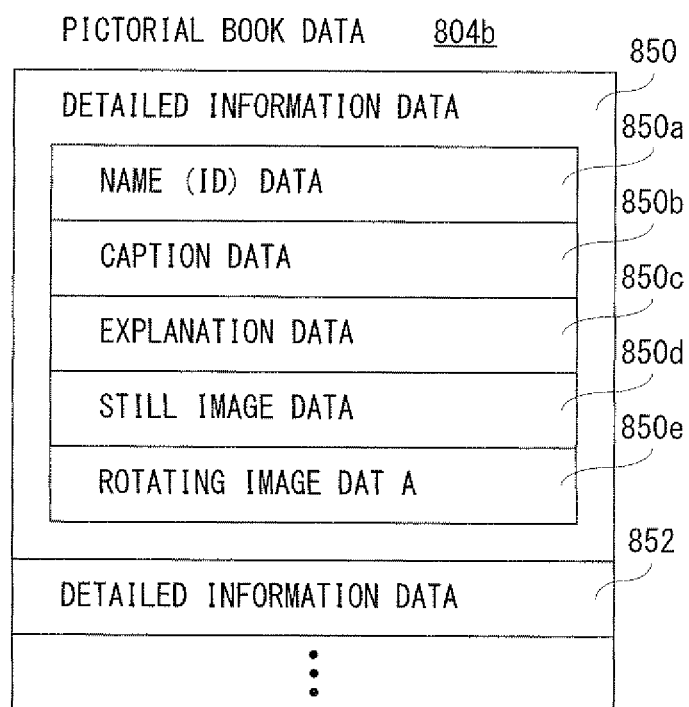 PICTORIAL BOOK DATA 804b
850
DETAILED INFORMATION DATA
850a
NAME (ID) DATA
850b
CAPTION DATA
850c
EXPLANATION DATA
850d
STILL IMAGE DATA
850e
ROTATING IMAGE DAT A
852
DETAILED INFORMATION DATA